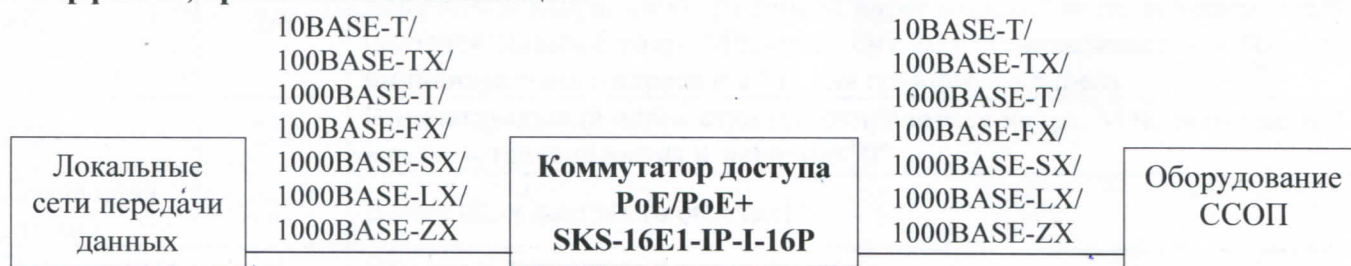 10BASE-T/
100BASE-TX/
1000BASE-T/
100BASE-FX/
1000BASE-SX/
1000BASE-LX/
1000BASE-ZX
10BASE-T/
100BASE-TX/
1000BASE-T/
100BASE-FX/
1000BASE-SX/
1000BASE-LX/
1000BASE-ZX
Локальные
сети передачи
данных
Коммутатор доступа
PoE/PoE+
SKS-16E1-IP-I-16P
Оборудование
ССОП